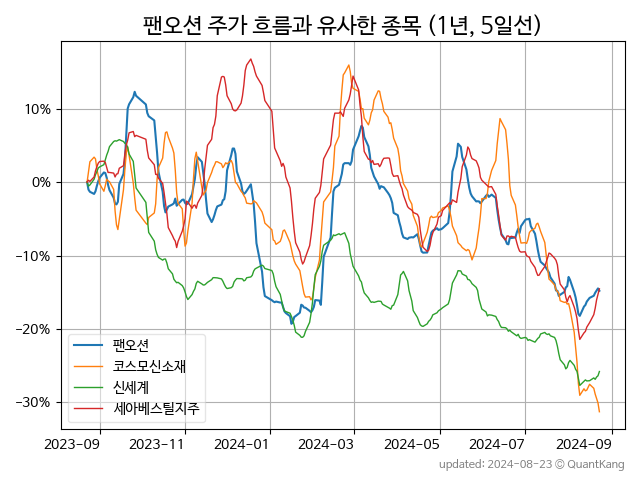 팬오션 주가 흐름과 유사한 종목 (1년, 5일선)
10%
0%
−10%
−20%
−30%
팬오션
코스모신소재
신세계
세아베스틸지주
2023-09
2023-11
2024-01
2024-03
2024-05
2024-07
2024-09
updated: 2024-08-23 © QuantKang